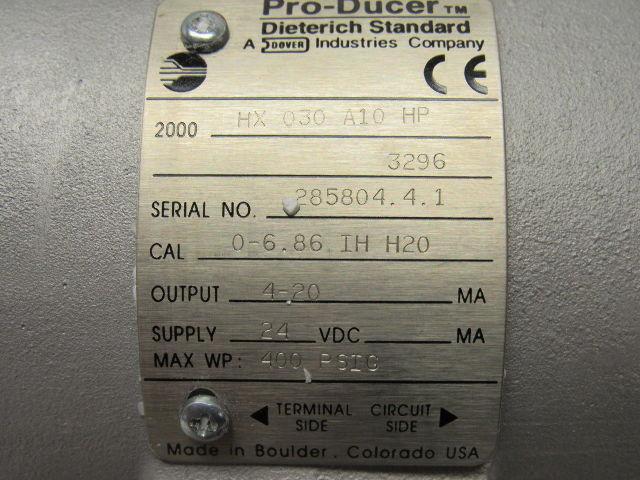 Pro-Ducer™
Dieterich Standard
A DOVER Industries Company
CE
2000 HX 030 A10 HP
3296
SERIAL NO. 285804.4.1
CAL 0-6.86 IH H20
OUTPUT 4-20 MA
SUPPLY 24 VDC MA
MAX WP: 400 PSIG
◀ TERMINAL SIDE CIRCUIT SIDE ▶
Made in Boulder, Colorado USA